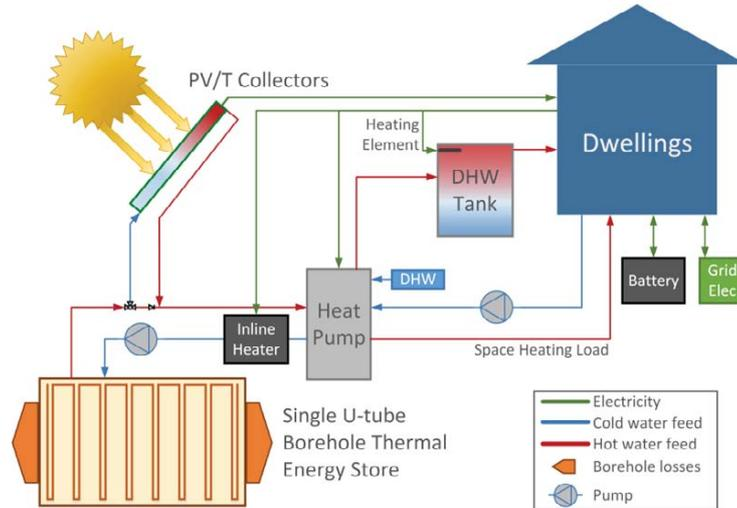 PV/T Collectors
Heating
Element
DHW
Tank
Dwellings
Battery
Grid
Elec
DHW
Heat
Pump
Inline
Heater
Space Heating Load
Single U-tube
Borehole Thermal
Energy Store
Electricity
Cold water feed
Hot water feed
Borehole losses
Pump